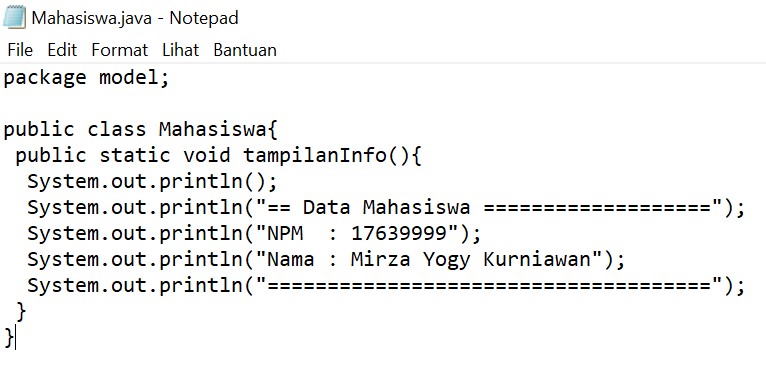 Mahasiswa.java - Notepad
File Edit Format Lihat Bantuan
package model;

public class Mahasiswa{
 public static void tampilanInfo(){
  System.out.println();
  System.out.println("== Data Mahasiswa ===================");
  System.out.println("NPM  : 17639999");
  System.out.println("Nama : Mirza Yogy Kurniawan");
  System.out.println("=====================================");
 }
}